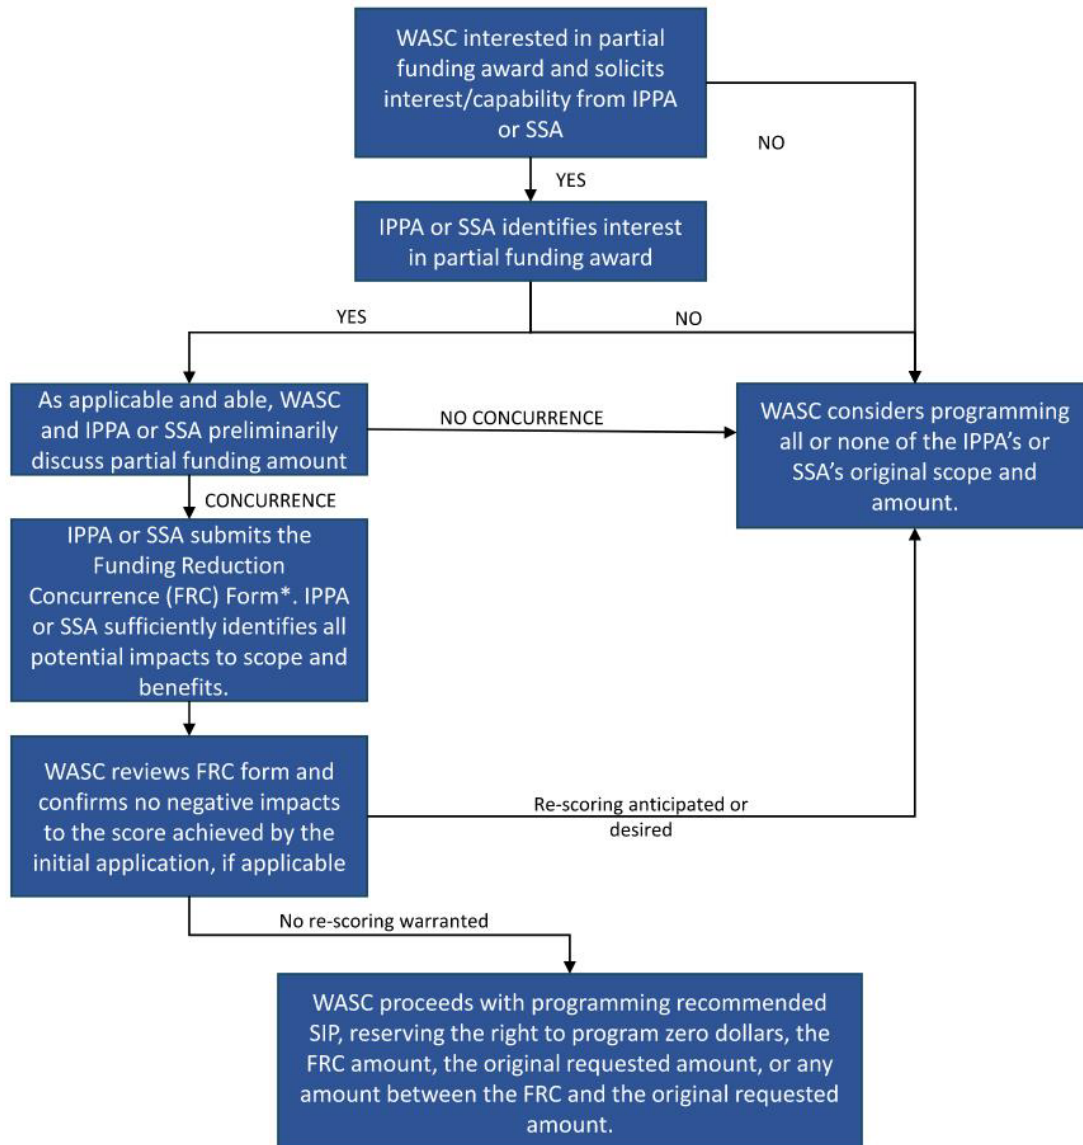 WASC interested in partial
funding award and solicits
interest/capability from IPPA
or SSA
NO
YES
IPPA or SSA identifies interest
in partial funding award
YES
NO
As applicable and able, WASC
and IPPA or SSA preliminarily
discuss partial funding amount
NO CONCURRENCE
WASC considers programming
all or none of the IPPA’s or
SSA’s original scope and
amount.
CONCURRENCE
IPPA or SSA submits the
Funding Reduction
Concurrence (FRC) Form*. IPPA
or SSA sufficiently identifies all
potential impacts to scope and
benefits.
WASC reviews FRC form and
confirms no negative impacts
to the score achieved by the
initial application, if applicable
Re-scoring anticipated or
desired
No re-scoring warranted
WASC proceeds with programming recommended
SIP, reserving the right to program zero dollars, the
FRC amount, the original requested amount, or any
amount between the FRC and the original requested
amount.